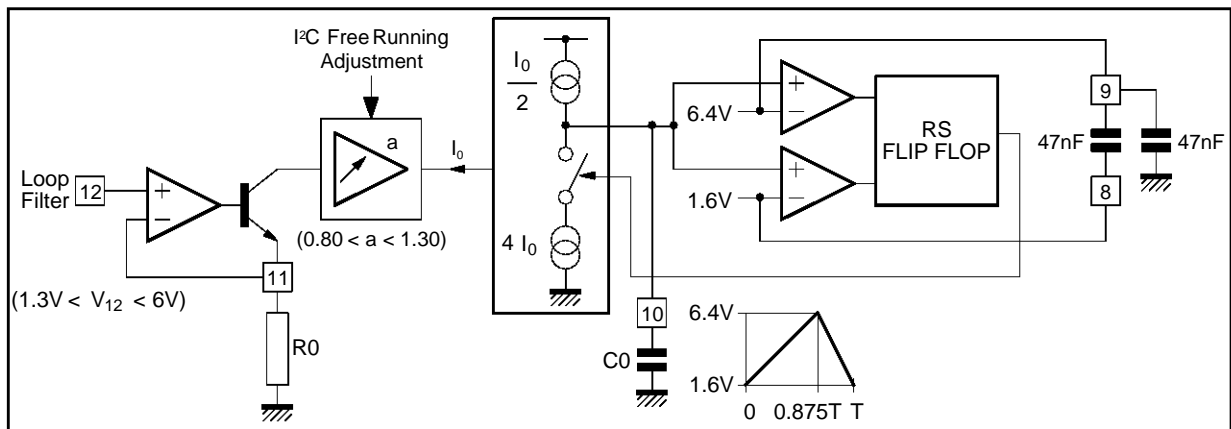 I²C Free Running
Adjustment
I0
2
a
I0
6.4V
+
−
RS
FLIP FLOP
9
47nF
47nF
Loop
Filter
12
+
−
(0.80 < a < 1.30)
4 I0
1.6V
+
−
8
11
(1.3V < V12 < 6V)
R0
10
C0
6.4V
1.6V
0 0.875T T